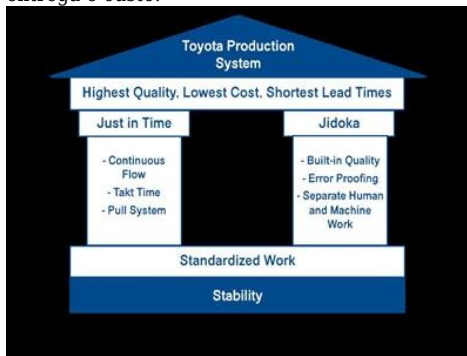 Toyota Production
System
Highest Quality, Lowest Cost, Shortest Lead Times
Just in Time
- Continuous
Flow
- Takt Time
- Pull System
Jidoka
- Built-in Quality
- Error Proofing
- Separate Human
and Machine
Work
Standardized Work
Stability